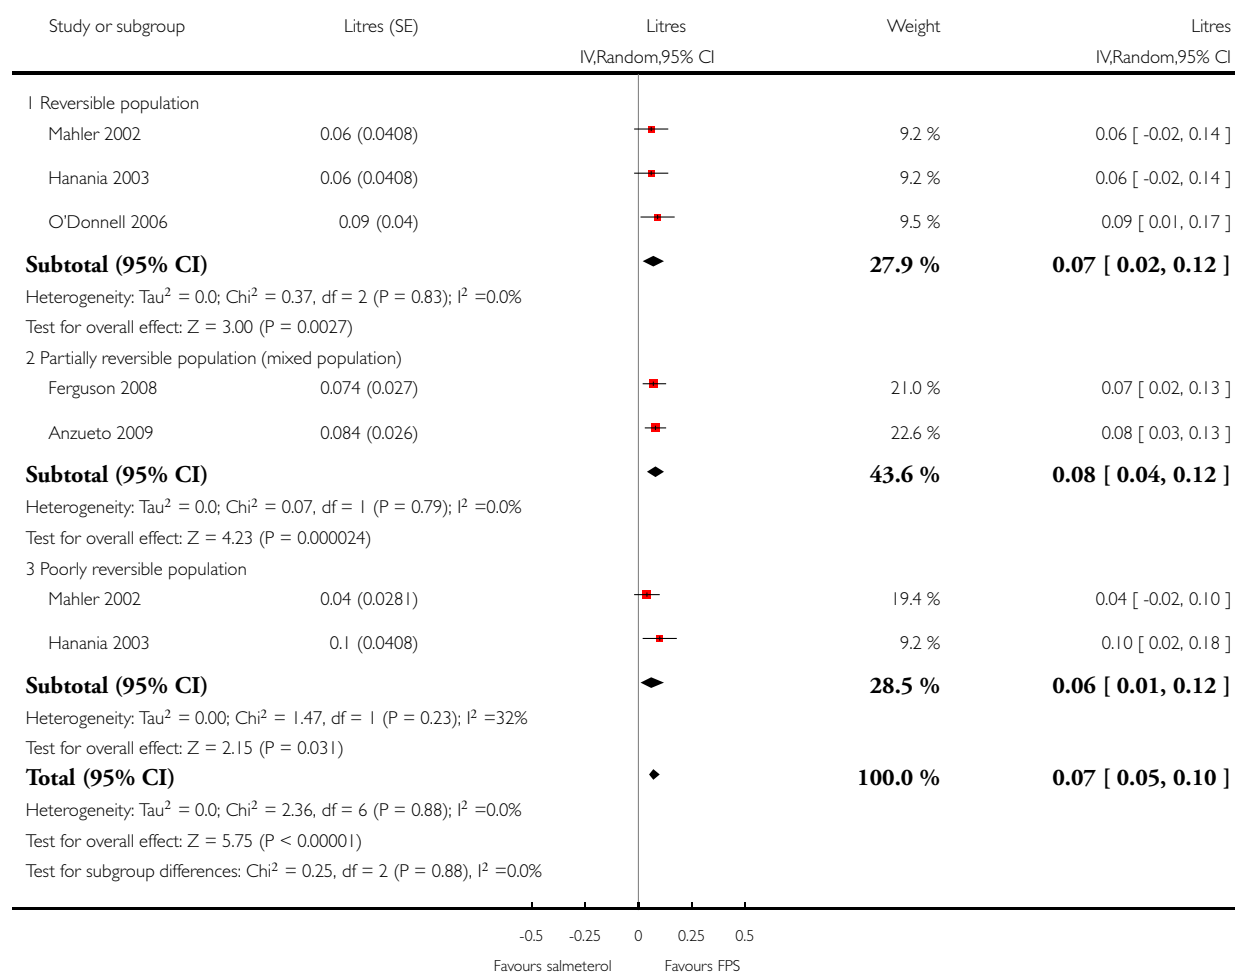 Study or subgroup Litres (SE) Litres Weight Litres
IV,Random,95% CI IV,Random,95% CI
1 Reversible population
Mahler 2002 0.06 (0.0408) 9.2 % 0.06 [ -0.02, 0.14 ]
Hanania 2003 0.06 (0.0408) 9.2 % 0.06 [ -0.02, 0.14 ]
O'Donnell 2006 0.09 (0.04) 9.5 % 0.09 [ 0.01, 0.17 ]
Subtotal (95% CI) 27.9 % 0.07 [ 0.02, 0.12 ]
Heterogeneity: Tau² = 0.0; Chi² = 0.37, df = 2 (P = 0.83); I² =0.0%
Test for overall effect: Z = 3.00 (P = 0.0027)
2 Partially reversible population (mixed population)
Ferguson 2008 0.074 (0.027) 21.0 % 0.07 [ 0.02, 0.13 ]
Anzueto 2009 0.084 (0.026) 22.6 % 0.08 [ 0.03, 0.13 ]
Subtotal (95% CI) 43.6 % 0.08 [ 0.04, 0.12 ]
Heterogeneity: Tau² = 0.0; Chi² = 0.07, df = 1 (P = 0.79); I² =0.0%
Test for overall effect: Z = 4.23 (P = 0.000024)
3 Poorly reversible population
Mahler 2002 0.04 (0.0281) 19.4 % 0.04 [ -0.02, 0.10 ]
Hanania 2003 0.1 (0.0408) 9.2 % 0.10 [ 0.02, 0.18 ]
Subtotal (95% CI) 28.5 % 0.06 [ 0.01, 0.12 ]
Heterogeneity: Tau² = 0.00; Chi² = 1.47, df = 1 (P = 0.23); I² =32%
Test for overall effect: Z = 2.15 (P = 0.031)
Total (95% CI) 100.0 % 0.07 [ 0.05, 0.10 ]
Heterogeneity: Tau² = 0.0; Chi² = 2.36, df = 6 (P = 0.88); I² =0.0%
Test for overall effect: Z = 5.75 (P < 0.00001)
Test for subgroup differences: Chi² = 0.25, df = 2 (P = 0.88), I² =0.0%
-0.5 -0.25 0 0.25 0.5
Favours salmeterol Favours FPS